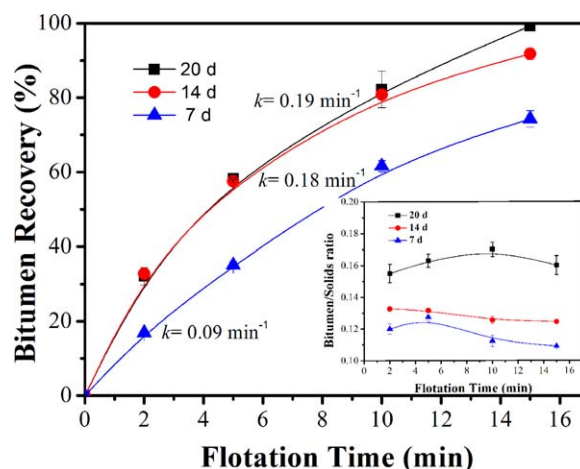 100
80
60
40
20
0
Bitumen Recovery (%)
20 d
14 d
7 d
k= 0.19 min⁻¹
k= 0.18 min⁻¹
k= 0.09 min⁻¹
0 2 4 6 8 10 12 14 16
Flotation Time (min)
0.20
0.18
0.16
0.14
0.12
0.10
Bitumen/Solids ratio
20 d
14 d
7 d
0 2 4 6 8 10 12 14 16
Flotation Time (min)